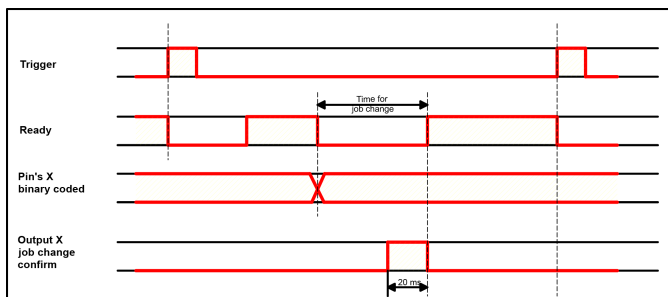 Trigger
Time for
job change
Ready
Pin's X
binary coded
Output X
job change
confirm
20 ms